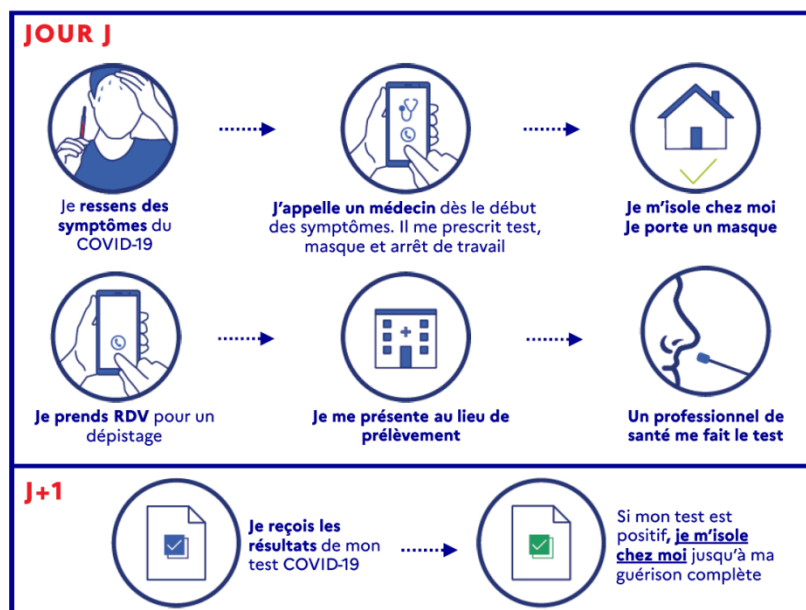 JOUR J
Je ressens des
symptômes du
COVID-19
J'appelle un médecin dès le début
des symptômes. Il me prescrit test,
masque et arrêt de travail
Je m'isole chez moi
Je porte un masque
Je prends RDV pour un
dépistage
Je me présente au lieu de
prélèvement
Un professionnel de
santé me fait le test
J+1
Je reçois les
résultats de mon
test COVID-19
Si mon test est
positif, je m'isole
chez moi jusqu'à ma
guérison complète